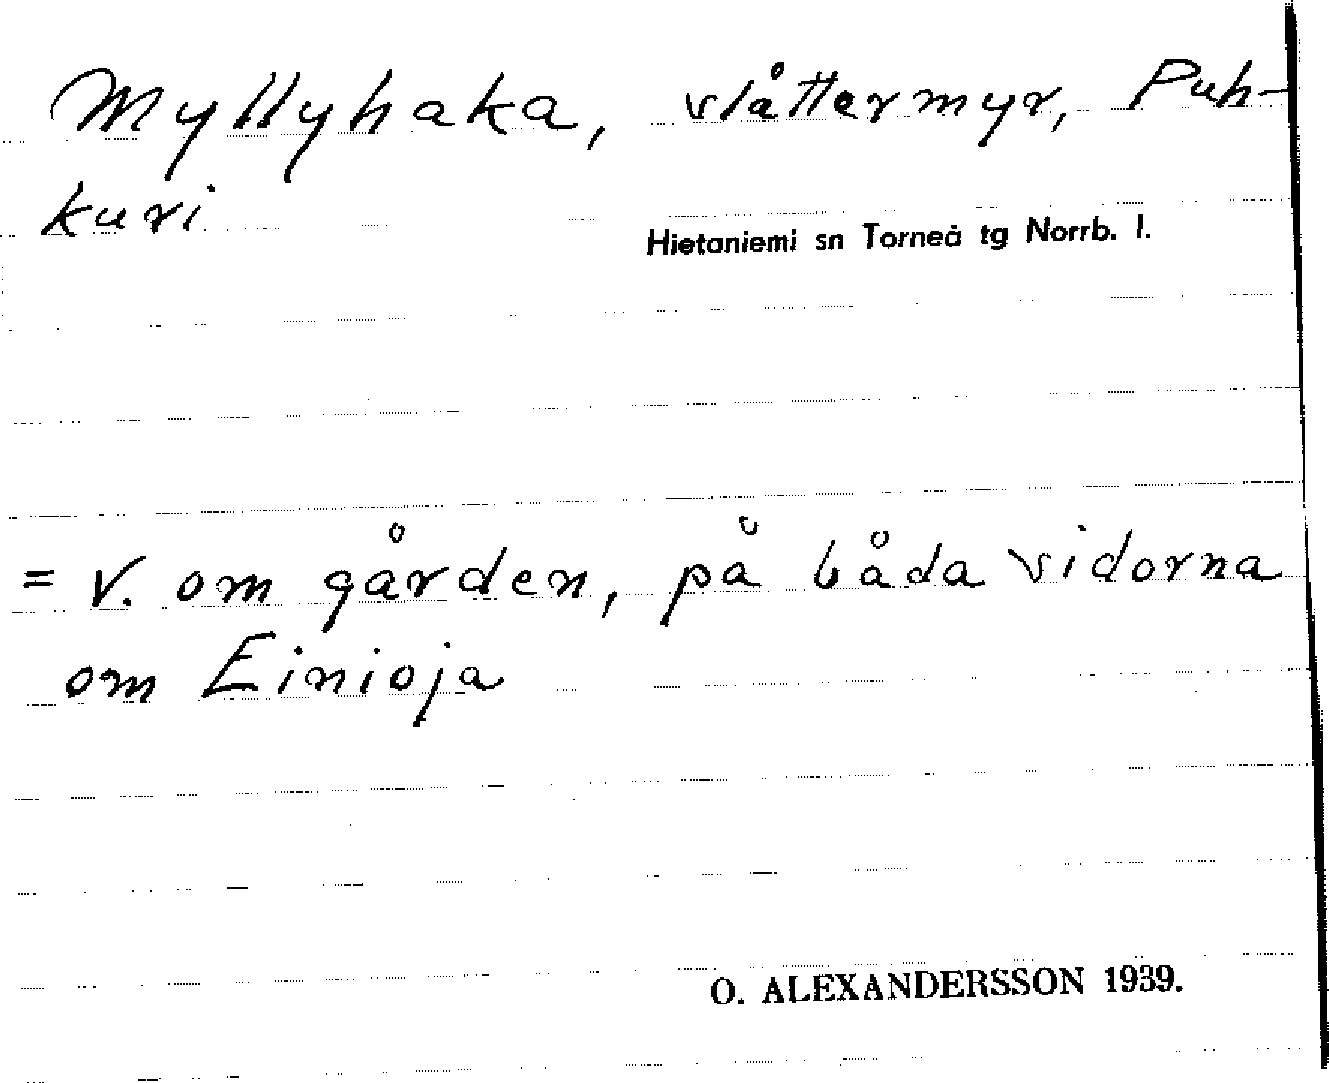 Myllyhaka, slåttermyr, Puh-
kuri
Hietaniemi sn Torneå tg Norrb. l.
= V. om gården, på båda sidorna
om Einioja
O. ALEXANDERSSON 1939.